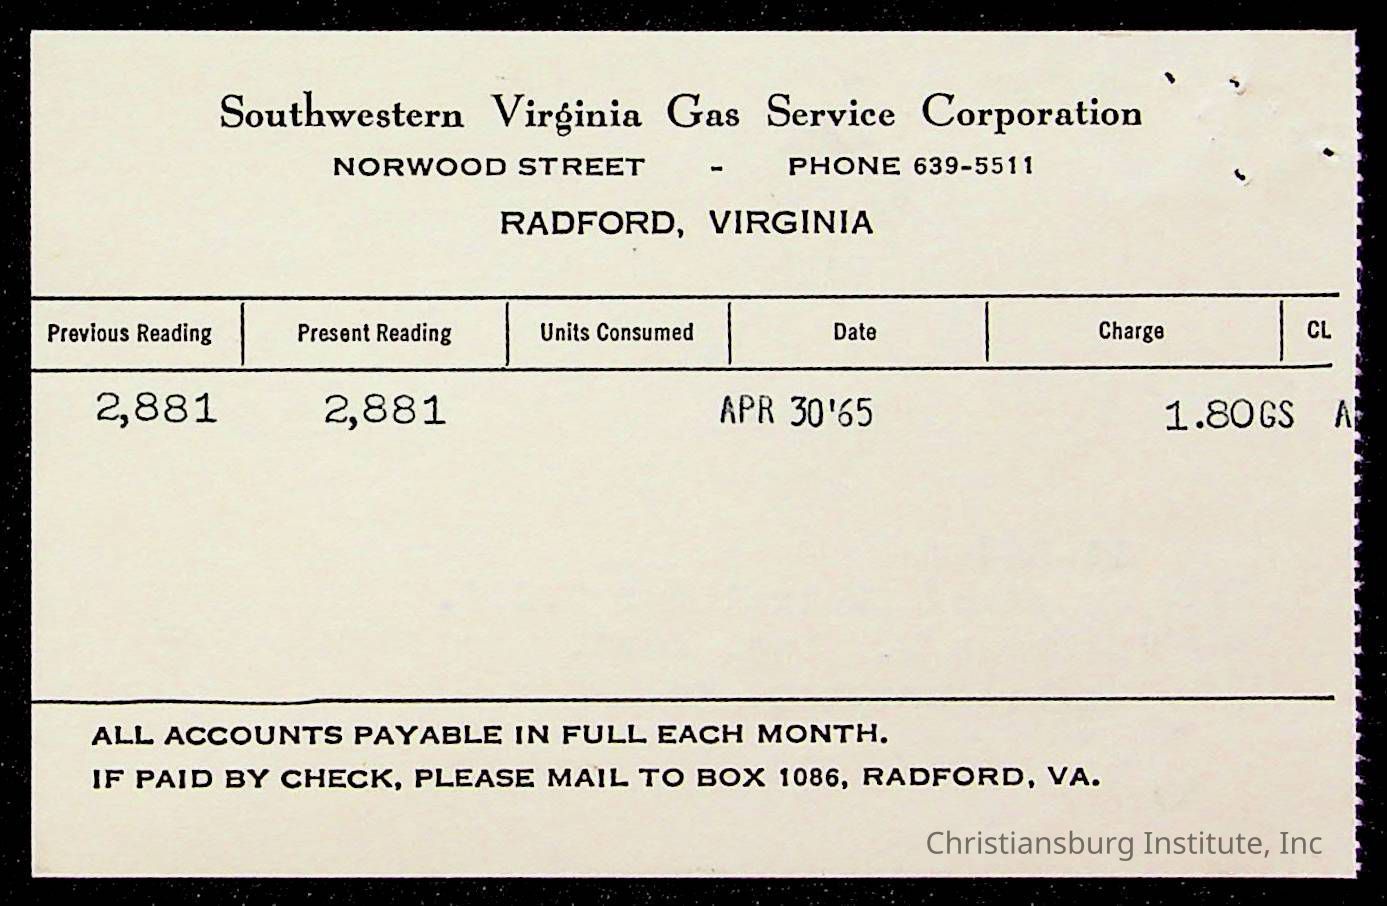 Southwestern Virginia Gas Service Corporation
NORWOOD STREET - PHONE 639-5511
RADFORD, VIRGINIA
Previous Reading Present Reading Units Consumed Date Charge CL
2,881 2,881 APR 30'65 1.80GS A
ALL ACCOUNTS PAYABLE IN FULL EACH MONTH.
IF PAID BY CHECK, PLEASE MAIL TO BOX 1086, RADFORD, VA.
Christiansburg Institute, Inc